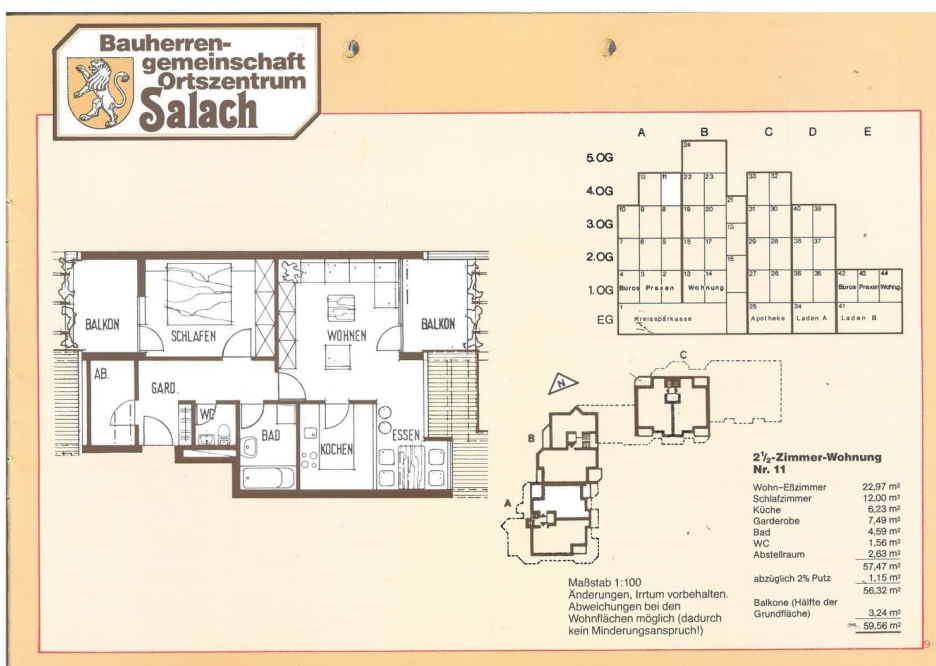 Bauherren-
gemeinschaft
Ortszentrum
Salach
A B C D E
5.OG
24
4.OG
12 11 22 23 33 32
21
3.OG
10 9 8 19 20 31 30 40 39
2.OG
7 6 5 17 29 28 38 37
15
1.OG
4 3 2 13 14 27 26 36 42 43 44
Büros Praxen Wohnung Büros Praxen Wohng.
EG
1 25 34 41
Kreissparkasse Apotheke Laden A Laden B
BALKON
SCHLAFEN
WOHNEN
BALKON
AB.
GARD.
WC
BAD
KOCHEN
ESSEN
N
C
B
A
2½-Zimmer-Wohnung
Nr. 11
Wohn-Eßzimmer 22,97 m²
Schlafzimmer 12,00 m²
Küche 6,23 m²
Garderobe 7,49 m²
Bad 4,59 m²
WC 1,56 m²
Abstellraum 2,63 m²
57,47 m²
abzüglich 2% Putz 1,15 m²
56,32 m²
Balkone (Hälfte der
Grundfläche) 3,24 m²
59,56 m²
Maßstab 1:100
Änderungen, Irrtum vorbehalten.
Abweichungen bei den
Wohnflächen möglich (dadurch
kein Minderungsanspruch!)
9